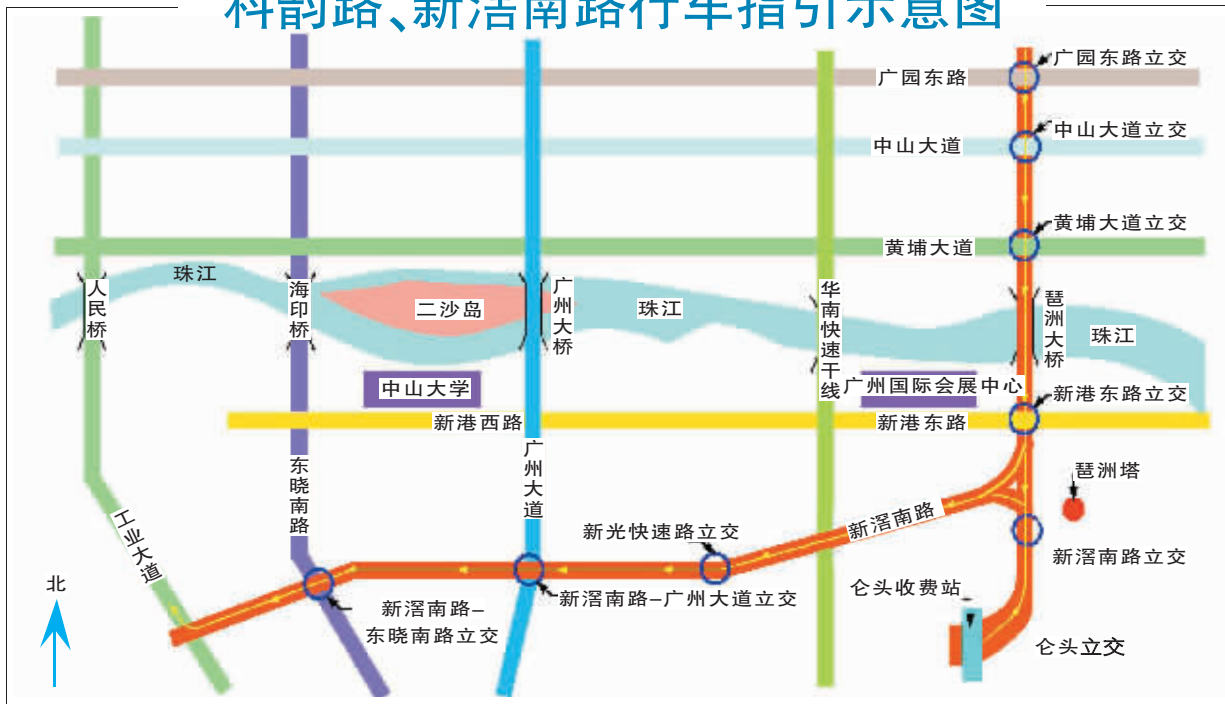 科韵路、新滘南路行车指引示意图
广园东路立交
广园东路
中山大道立交
中山大道
黄埔大道立交
黄埔大道
珠江
人民桥
海印桥
二沙岛
广州大桥
珠江
华南快速干线
琶洲大桥
珠江
中山大学
广州国际会展中心
新港东路立交
新港西路
新港东路
广州大道
东晓南路
琶洲塔
工业大道
新光快速路立交
新滘南路
新滘南路立交
北
新滘南路–
东晓南路立交
新滘南路–广州大道立交
仑头收费站
仑头立交